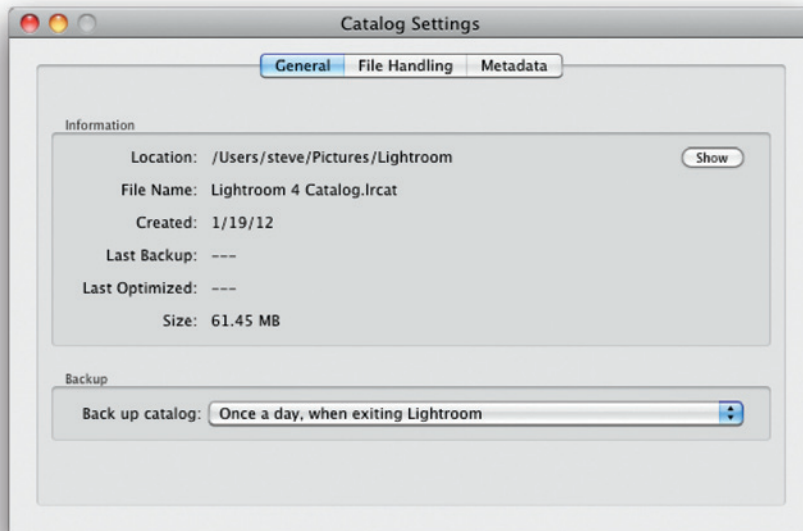 Catalog Settings
General File Handling Metadata
Information
Location: /Users/steve/Pictures/Lightroom Show
File Name: Lightroom 4 Catalog.lrcat
Created: 1/19/12
Last Backup: ---
Last Optimized: ---
Size: 61.45 MB
Backup
Back up catalog: Once a day, when exiting Lightroom